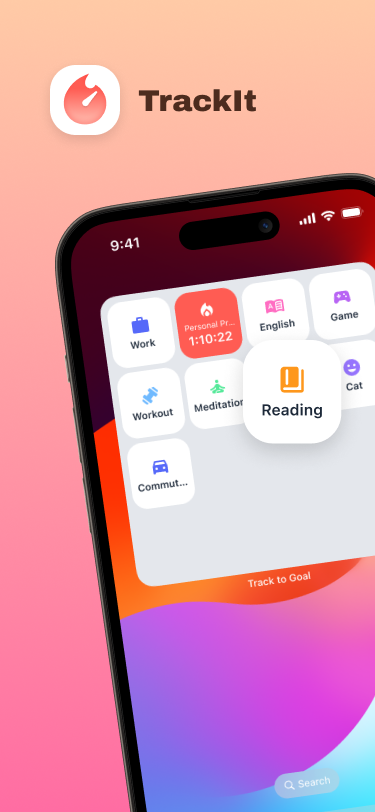 TrackIt
9:41
Work
Personal Pr...
1:10:22
English
Game
Workout
Meditation
Reading
Cat
Commut...
Track to Goal
Search